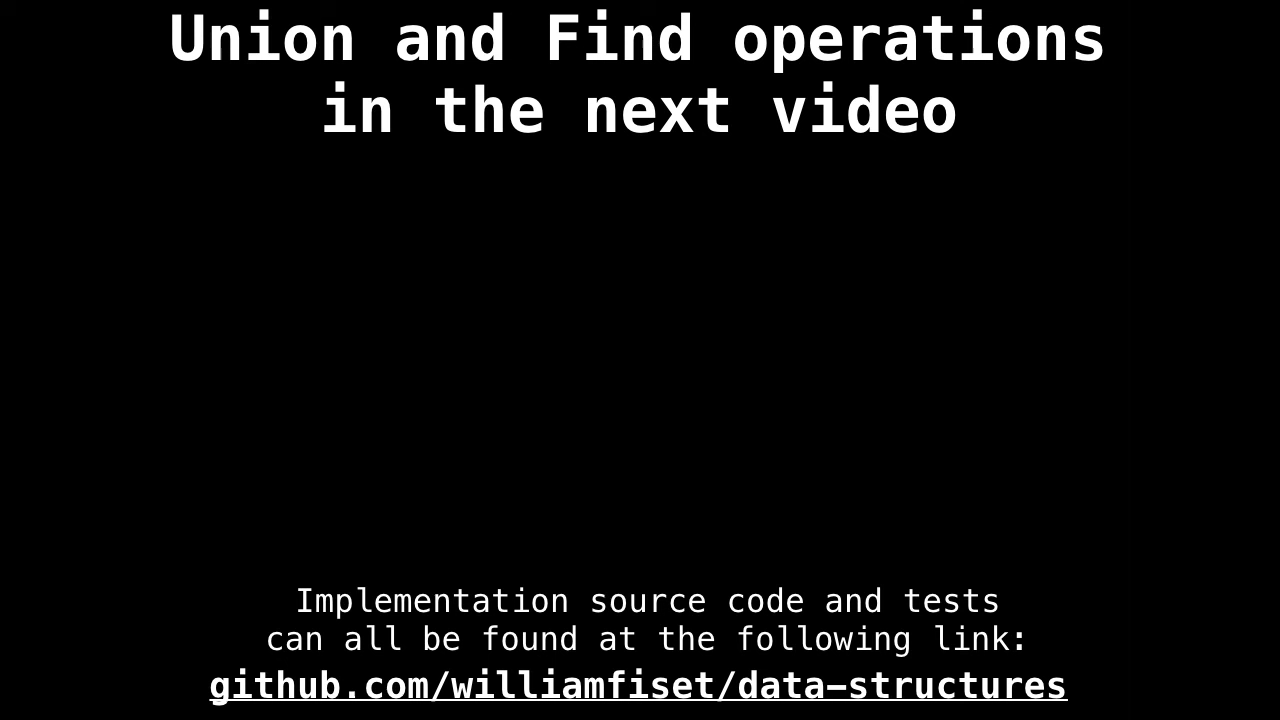 Union and Find operations
in the next video
Implementation source code and tests
can all be found at the following link:
github.com/williamfiset/data-structures